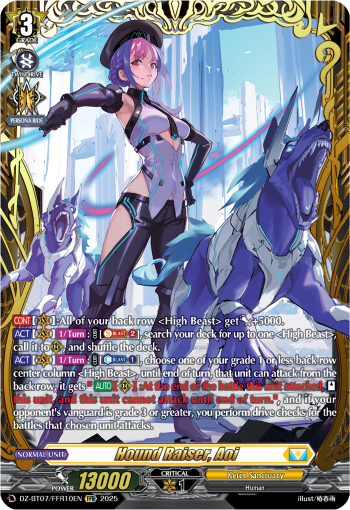 3
GRADE
TWIN DRIVE
PERSONA RIDE
CONT【】:All of your back row <High Beast> get +5000.
ACT【】1/Turn :【 BLAST 2】, search your deck for up to one <High Beast>,
call it to, and shuffle the deck.
ACT【】1/Turn :【 BLAST 1】, choose one of your grade 1 or less back row
center column <High Beast>, until end of turn, that unit can attack from the
back row, it gets "AUTO【】:At the end of the battle this unit attacked, "
this unit, and this unit cannot attack until end of turn.", and if your
opponent's vanguard is grade 3 or greater, you perform drive checks for the
battles that chosen unit attacks.
NORMAL UNIT
Hound Raiser, Aoi
POWER 13000
CRITICAL
1
Keter Sanctuary
Human
DZ-BT07/FFR10EN FFR 2025
illust/椿春雨